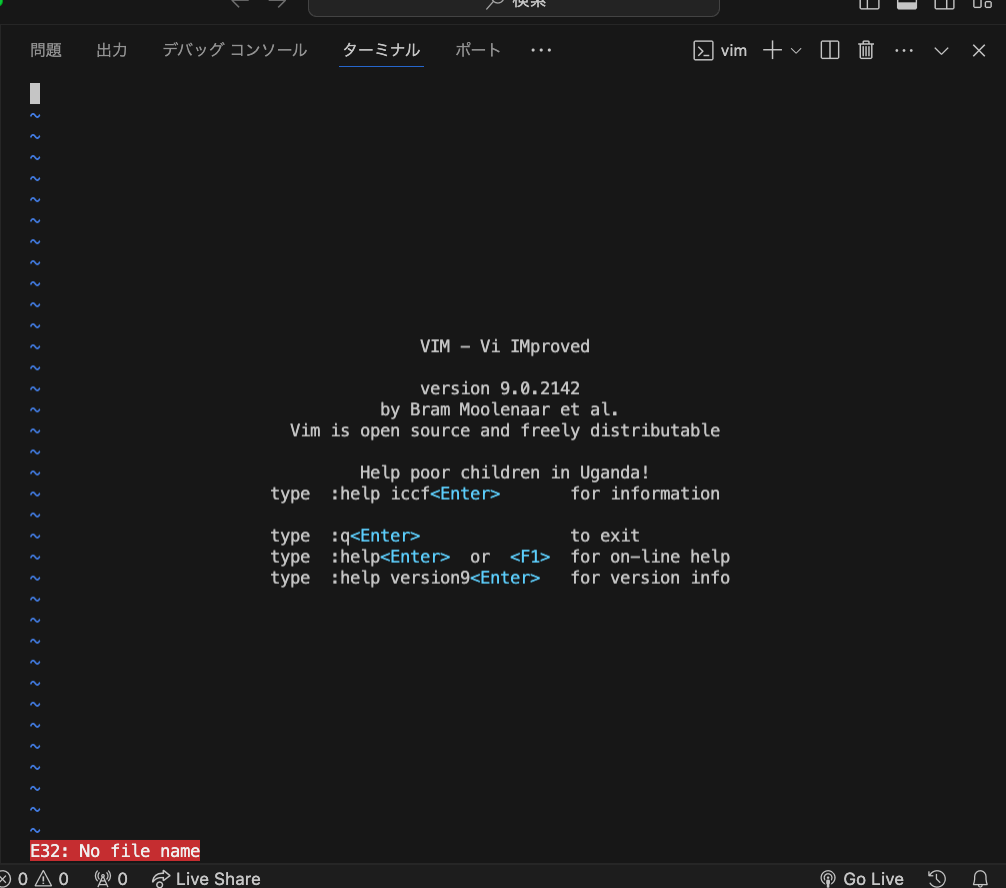 検索
問題 出力 デバッグ コンソール ターミナル ポート ··· vim
~
~
~
~
~
~
~
~
~
~
~
~ VIM - Vi IMproved
~
~ version 9.0.2142
~ by Bram Moolenaar et al.
~ Vim is open source and freely distributable
~
~ Help poor children in Uganda!
~ type :help iccf<Enter> for information
~
~ type :q<Enter> to exit
~ type :help<Enter> or <F1> for on-line help
~ type :help version9<Enter> for version info
~
~
~
~
~
~
~
~
~
~
~
~
E32: No file name
0 0 0 Live Share Go Live